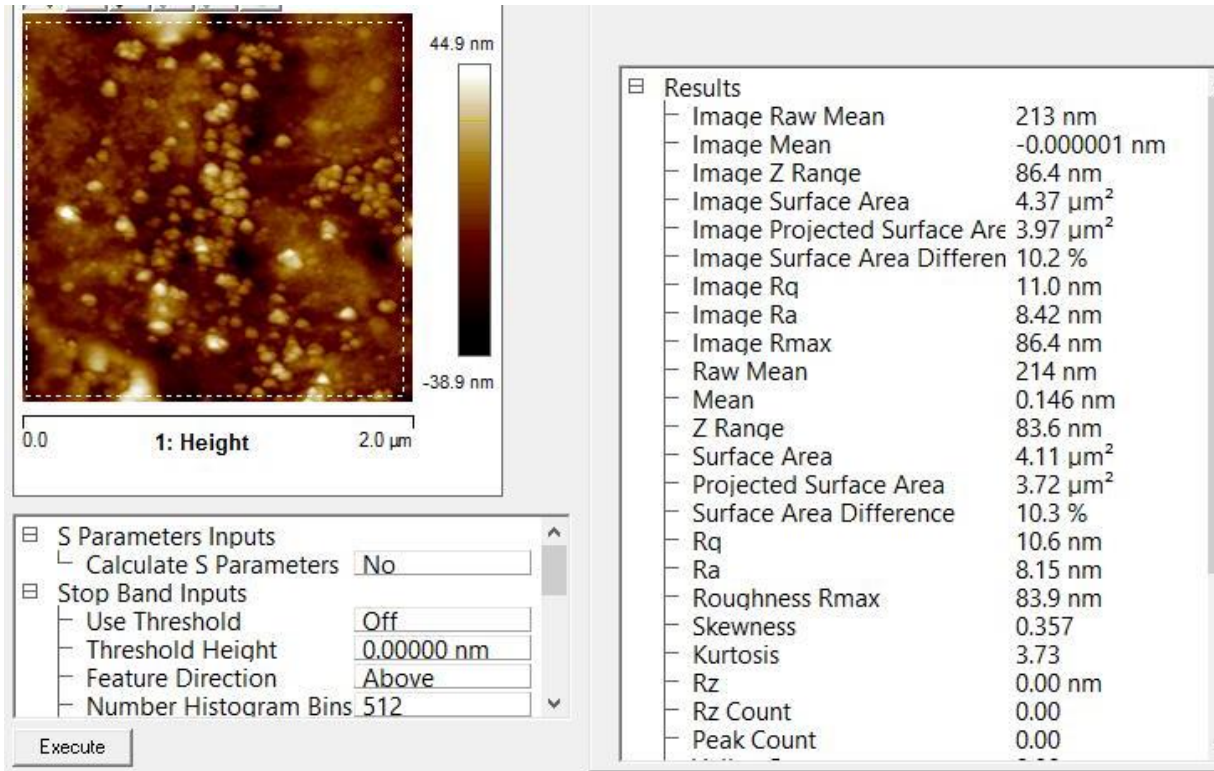 44.9 nm
-38.9 nm
0.0 1: Height 2.0 µm
S Parameters Inputs
Calculate S Parameters No
Stop Band Inputs
Use Threshold Off
Threshold Height 0.00000 nm
Feature Direction Above
Number Histogram Bins 512
Execute
Results
Image Raw Mean 213 nm
Image Mean -0.000001 nm
Image Z Range 86.4 nm
Image Surface Area 4.37 µm²
Image Projected Surface Are 3.97 µm²
Image Surface Area Differen 10.2 %
Image Rq 11.0 nm
Image Ra 8.42 nm
Image Rmax 86.4 nm
Raw Mean 214 nm
Mean 0.146 nm
Z Range 83.6 nm
Surface Area 4.11 µm²
Projected Surface Area 3.72 µm²
Surface Area Difference 10.3 %
Rq 10.6 nm
Ra 8.15 nm
Roughness Rmax 83.9 nm
Skewness 0.357
Kurtosis 3.73
Rz 0.00 nm
Rz Count 0.00
Peak Count 0.00